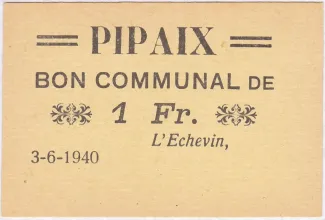 PIPAIX
BON COMMUNAL DE
1 Fr.
L'Echevin,
3-6-1940